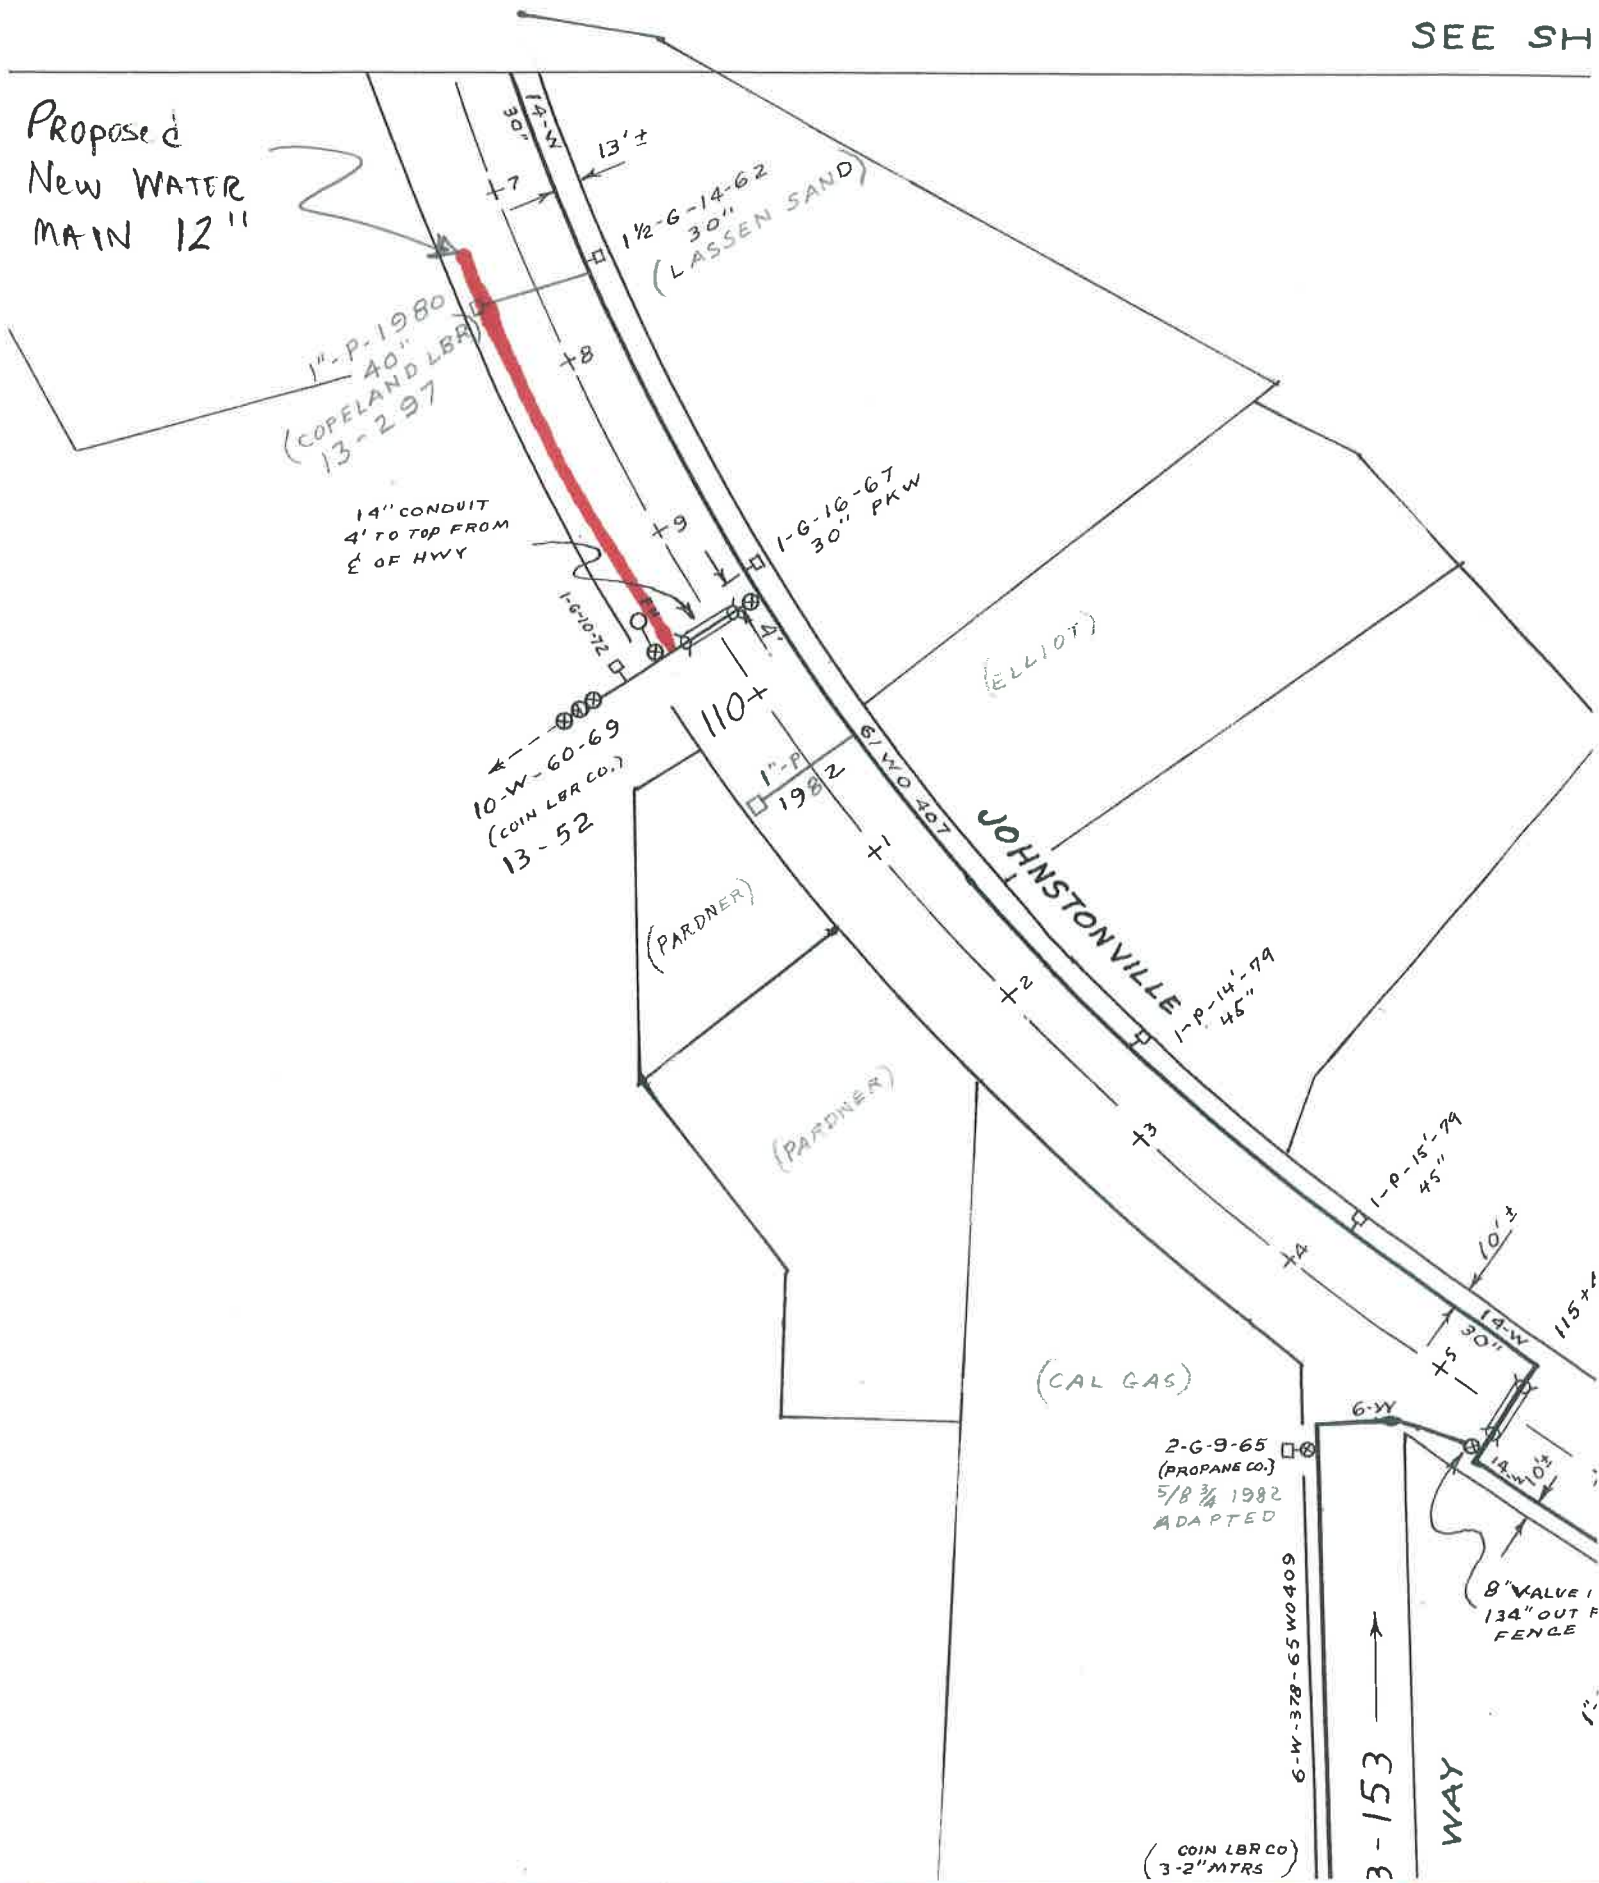 SEE SH
PROPOSED
NEW WATER
MAIN 12"
14-W
30"
13'±
+7
1½-G-14-62
30"
(LASSEN SAND)
1"-P-1980
40"
(COPELAND LBR)
13-297
+8
14" CONDUIT
4' TO TOP FROM
℄ OF HWY
+9
1-G-16-67
30" PKW
1-G-10-72
FH
4'
(ELLIOT)
110+
10-W-60-69
(COIN LBR CO.)
13-52
1"-P
1982
61 WO 407
+1
JOHNSTONVILLE
(PARDNER)
+2
1-P-14'-79
45"
(PARDNER)
+3
1-P-15'-79
45"
10'±
+4
115+
14-W
30"
+5
(CAL GAS)
6-W
2-G-9-65
(PROPANE CO.)
5/8 ¾ 1982
ADAPTED
14-W
10'±
8" VALVE
134" OUT F
FENCE
6-W-378-65 WO409
3-153
WAY
(COIN LBR CO
3-2" MTRS)